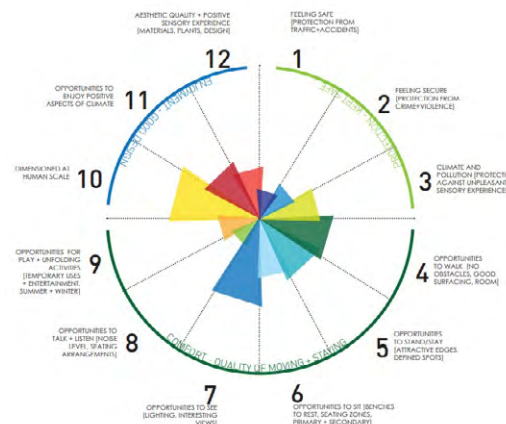 AESTHETIC QUALITY + POSITIVE
SENSORY EXPERIENCE
[MATERIALS, PLANTS, DESIGN]
12
FEELING SAFE
[PROTECTION FROM
TRAFFIC+ACCIDENTS]
1
OPPORTUNITIES TO
ENJOY POSITIVE
ASPECTS OF CLIMATE
11
FEELING SECURE
[PROTECTION FROM
CRIME+VIOLENCE]
2
ENJOYMENT - GOOD DESIGN
DIMENSIONED AT
HUMAN SCALE
10
CLIMATE AND
POLLUTION [PROTECT
AGAINST UNPLEASAN
SENSORY EXPERIENCE
3
OPPORTUNITIES FOR
PLAY + UNFOLDING
ACTIVITIES
[TEMPORARY USES
+ ENTERTAINMENT.
SUMMER + WINTER]
9
OPPORTUNITIES
TO WALK [NO
OBSTACLES, GOOD
SURFACING, ROOM]
4
OPPORTUNITIES TO
TALK + LISTEN [NOISE
LEVEL, SEATING
ARRANGEMENTS]
8
OPPORTUNITIES
TO STAND/STAY
[ATTRACTIVE EDGES.
DEFINED SPOTS]
5
COMFORT - QUALITY OF MOVING + STAYING
7
OPPORTUNITIES TO SEE
[LIGHTING, INTERESTING
VIEWS]
6
OPPORTUNITIES TO SIT [BENCHES
TO REST, SEATING ZONES,
PRIMARY + SECONDARY]